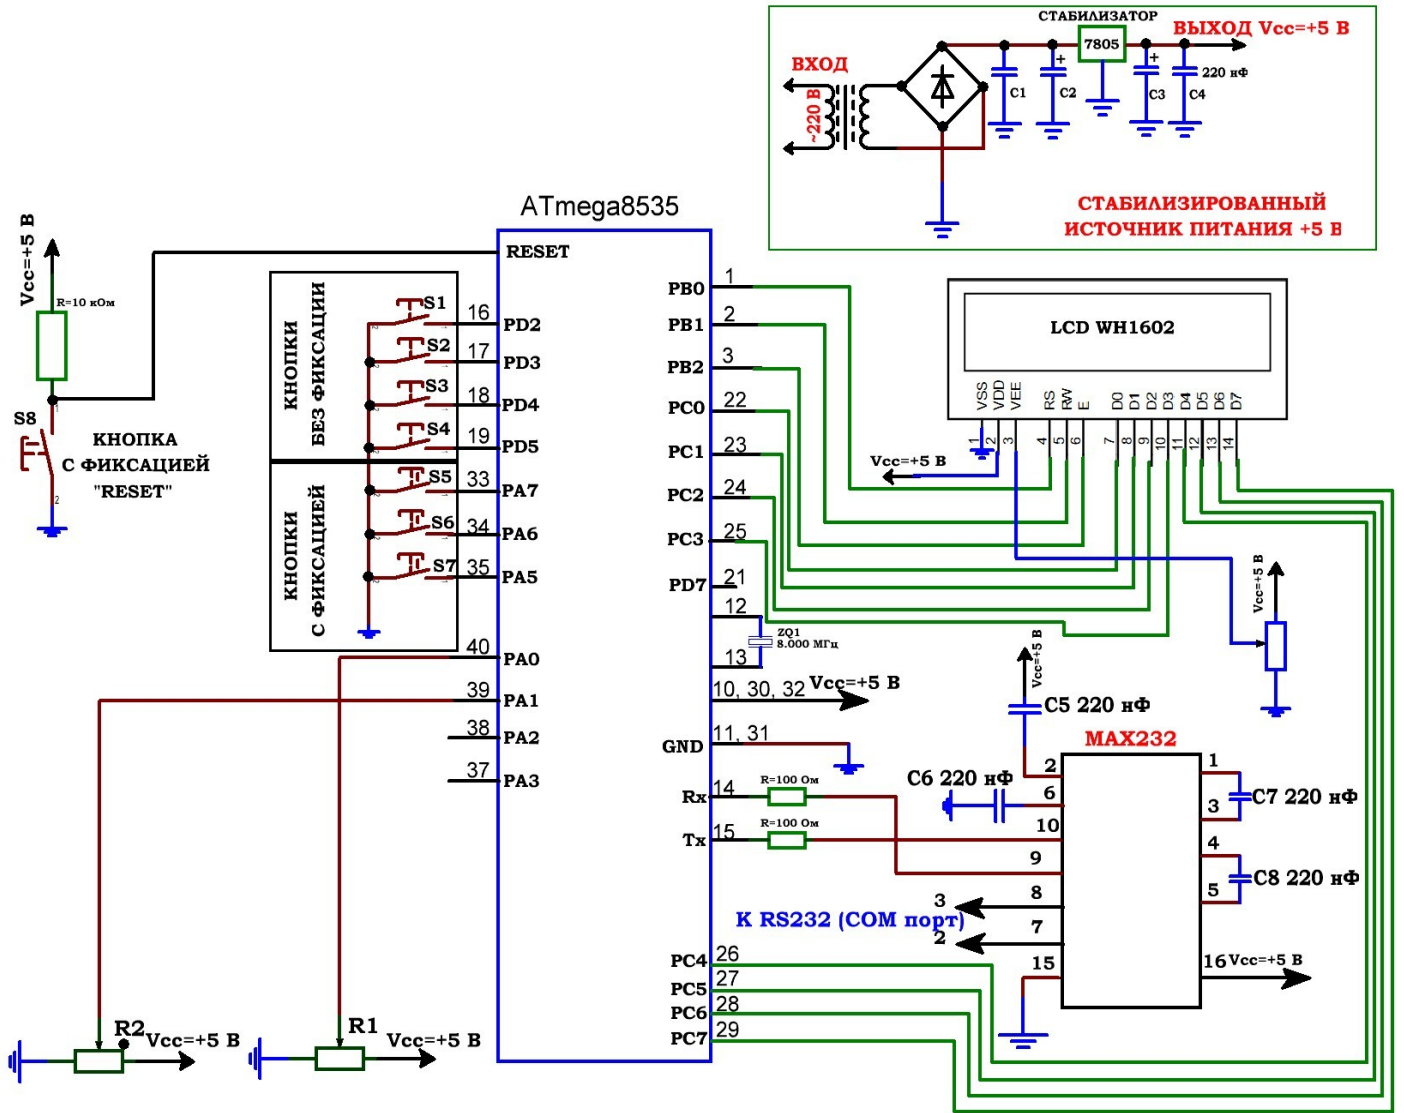 СТАБИЛИЗАТОР
7805
ВЫХОД Vcc=+5 В
ВХОД
~220 В
+
+
C1
C2
C3
C4
220 нФ
СТАБИЛИЗИРОВАННЫЙ
ИСТОЧНИК ПИТАНИЯ +5 В
ATmega8535
Vcc=+5 В
R=10 кОм
1
S8
2
КНОПКА
С ФИКСАЦИЕЙ
"RESET"
КНОПКИ
БЕЗ ФИКСАЦИИ
КНОПКИ
С ФИКСАЦИЕЙ
S1
S2
S3
S4
S5
S6
S7
RESET
16 PD2
17 PD3
18 PD4
19 PD5
33 PA7
34 PA6
35 PA5
40 PA0
39 PA1
38 PA2
37 PA3
PB0 1
PB1 2
PB2 3
PC0 22
PC1 23
PC2 24
PC3 25
PD7 21
12
13
ZQ1
8.000 МГц
10, 30, 32 Vcc=+5 В
GND 11, 31
Rx 14 R=100 Ом
Tx 15 R=100 Ом
PC4 26
PC5 27
PC6 28
PC7 29
LCD WH1602
VSS VDD VEE RS RW E D0 D1 D2 D3 D4 D5 D6 D7
1 2 3 4 5 6 7 8 9 10 11 12 13 14
Vcc=+5 В
Vcc=+5 В
Vcc=+5 В
C5 220 нФ
MAX232
C6 220 нФ
2
6
10
9
8
7
15
1
3
4
5
16 Vcc=+5 В
C7 220 нФ
C8 220 нФ
3
К RS232 (COM порт)
2
R2 Vcc=+5 В
R1 Vcc=+5 В